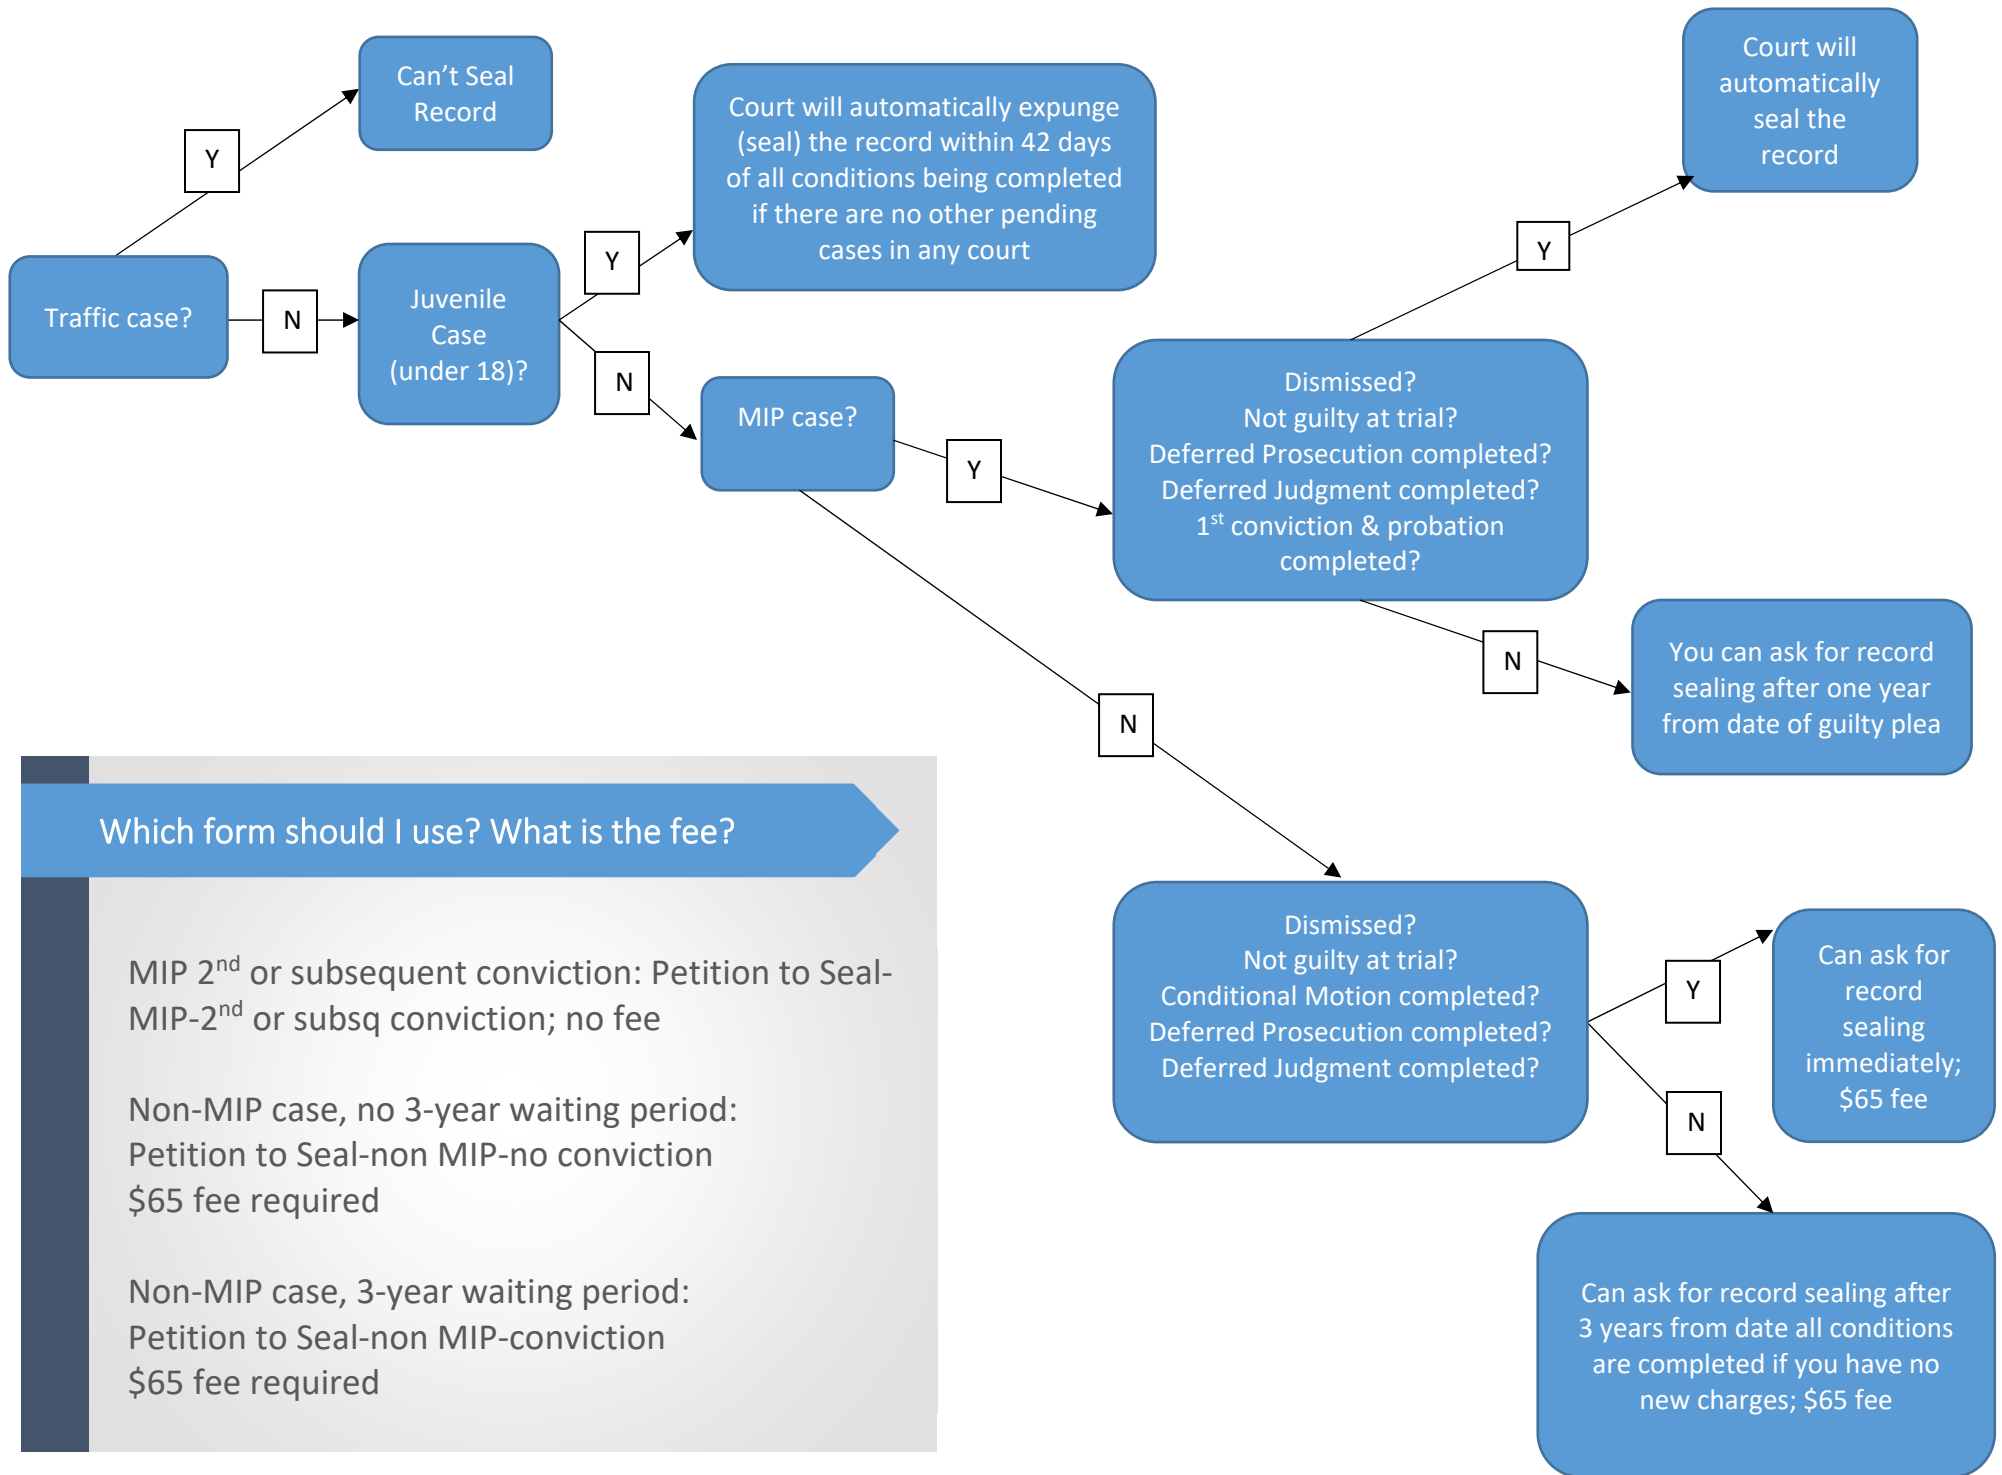 Can’t Seal
Record
Y
Traffic case?
N
Juvenile
Case
(under 18)?
Y
Court will automatically expunge
(seal) the record within 42 days
of all conditions being completed
if there are no other pending
cases in any court
N
MIP case?
Y
Dismissed?
Not guilty at trial?
Deferred Prosecution completed?
Deferred Judgment completed?
1st conviction & probation
completed?
Y
Court will
automatically
seal the
record
N
You can ask for record
sealing after one year
from date of guilty plea
N
Dismissed?
Not guilty at trial?
Conditional Motion completed?
Deferred Prosecution completed?
Deferred Judgment completed?
Y
Can ask for
record
sealing
immediately;
$65 fee
N
Can ask for record sealing after
3 years from date all conditions
are completed if you have no
new charges; $65 fee
Which form should I use? What is the fee?
MIP 2nd or subsequent conviction: Petition to Seal-
MIP-2nd or subsq conviction; no fee
Non-MIP case, no 3-year waiting period:
Petition to Seal-non MIP-no conviction
$65 fee required
Non-MIP case, 3-year waiting period:
Petition to Seal-non MIP-conviction
$65 fee required